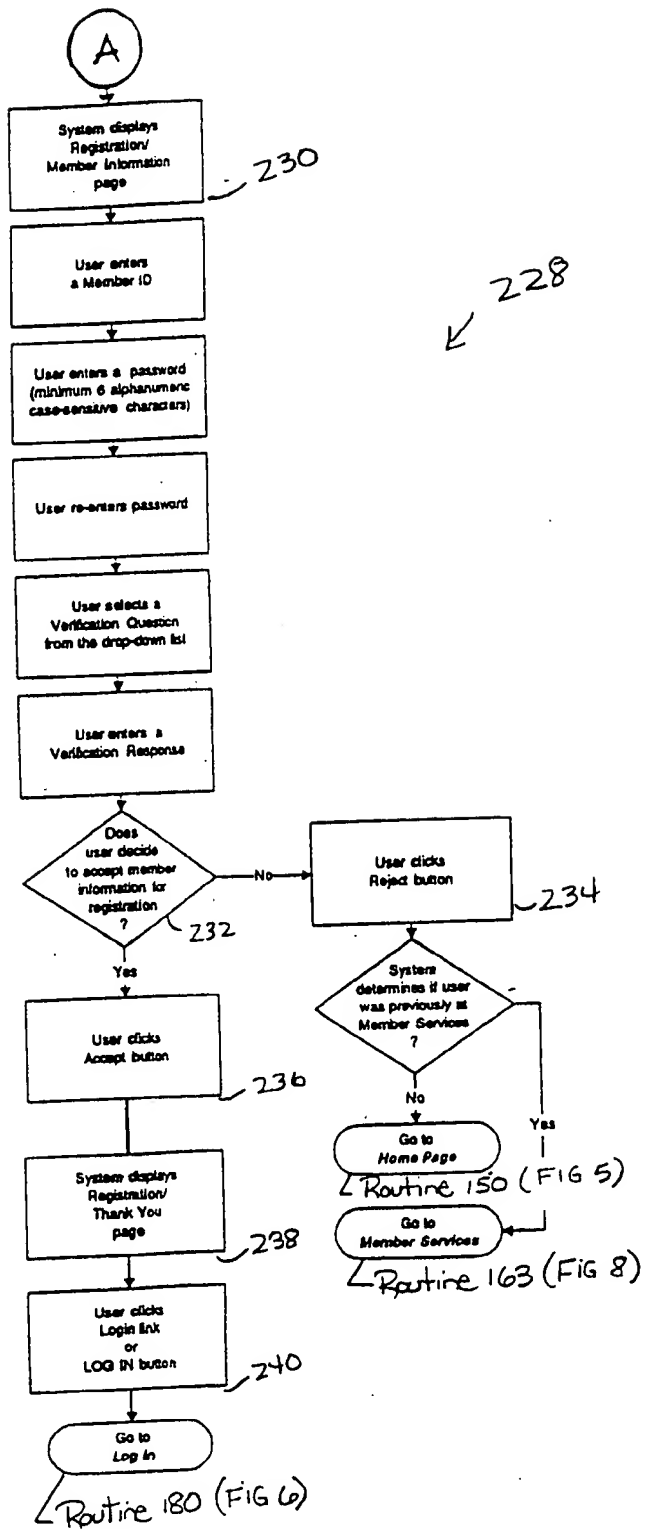 A
System displays
Registration/
Member Information
page
230
User enters
a Member ID
228
User enters a password
(minimum 6 alphanumeric
case-sensitive characters)
User re-enters password
User selects a
Verification Question
from the drop-down list
User enters a
Verification Response
Does
user decide
to accept member
information for
registration
?
232
No
User clicks
Reject button
234
Yes
System
determines if user
was previously at
Member Services
?
User clicks
Accept button
236
No
Yes
Go to
Home Page
Routine 150 (FIG 5)
System displays
Registration/
Thank You
page
238
Go to
Member Services
Routine 163 (FIG 8)
User clicks
Login link
or
LOG IN button
240
Go to
Log In
Routine 180 (FIG 6)